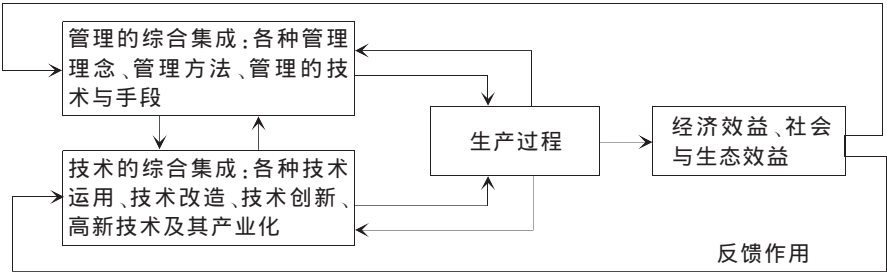 管理的综合集成:各种管理
理念、管理方法、管理的技
术与手段
技术的综合集成:各种技术
运用、技术改造、技术创新、
高新技术及其产业化
生产过程
经济效益、社会
与生态效益
反馈作用